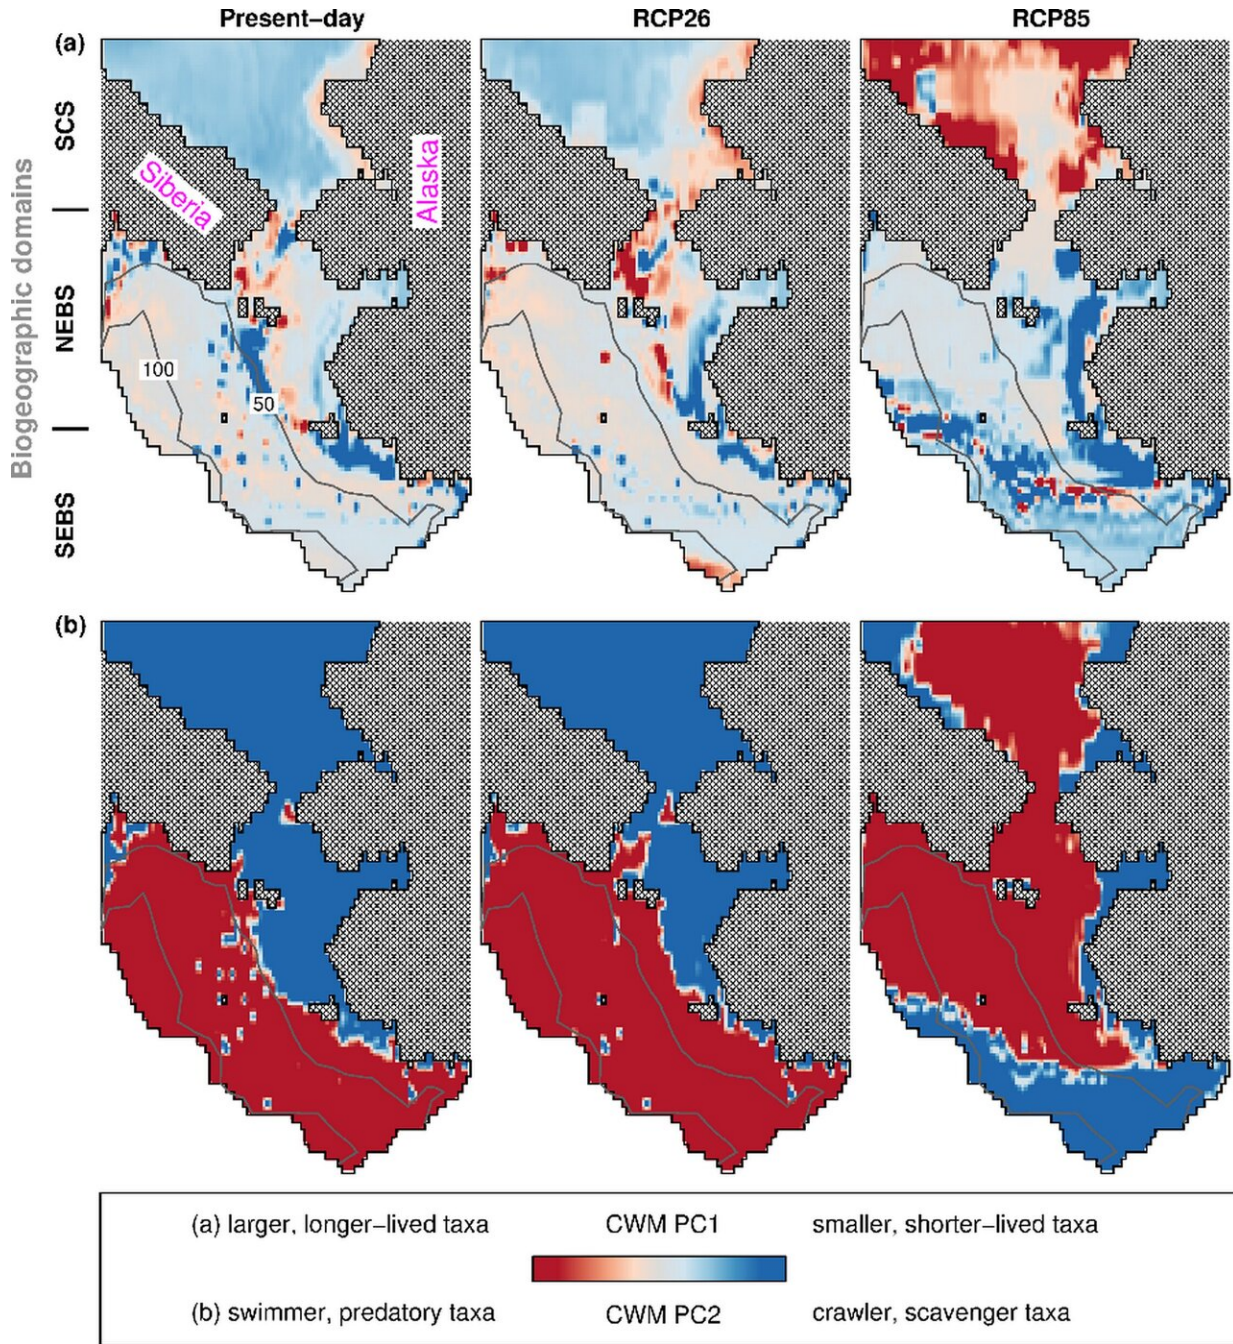 Present−day RCP26 RCP85
(a)
SCS
NEBS
SEBS
Biogeographic domains
Siberia
Alaska
100
50
(b)
(a) larger, longer−lived taxa CWM PC1 smaller, shorter−lived taxa
(b) swimmer, predatory taxa CWM PC2 crawler, scavenger taxa